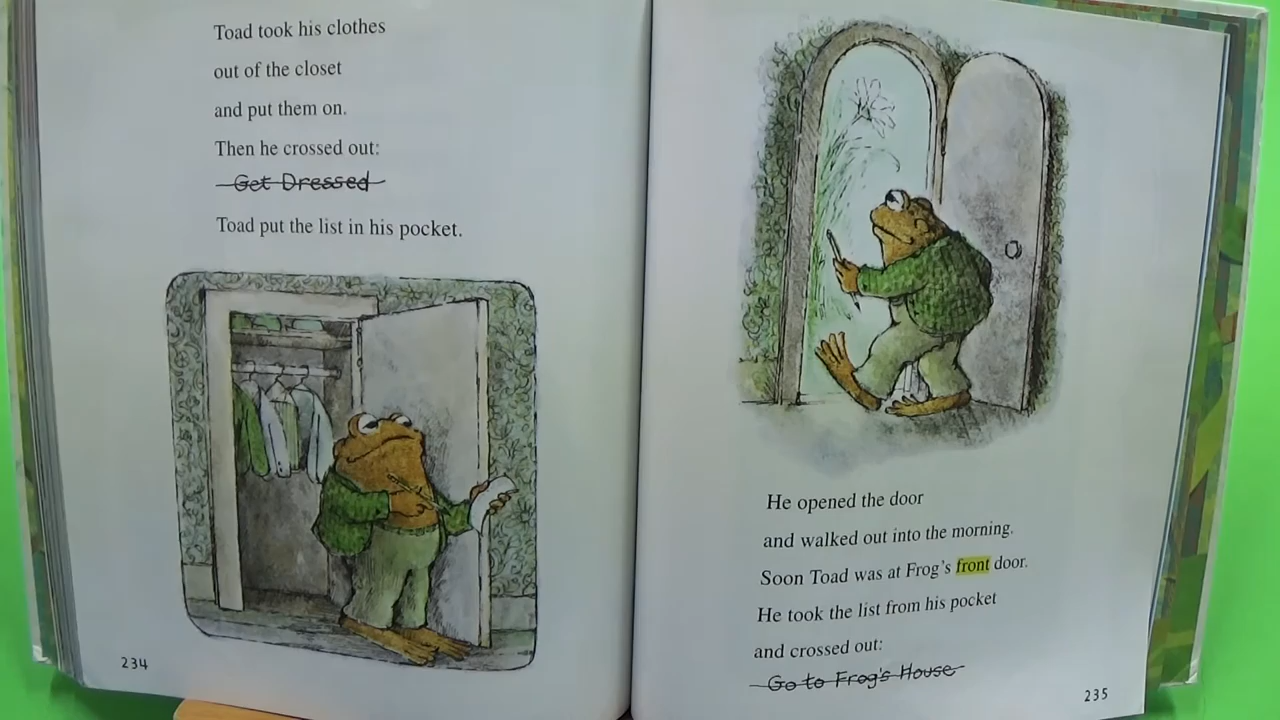 Toad took his clothes
out of the closet
and put them on.
Then he crossed out:
Get Dressed
Toad put the list in his pocket.
234
He opened the door
and walked out into the morning.
Soon Toad was at Frog's front door.
He took the list from his pocket
and crossed out:
Go to Frog's House
235